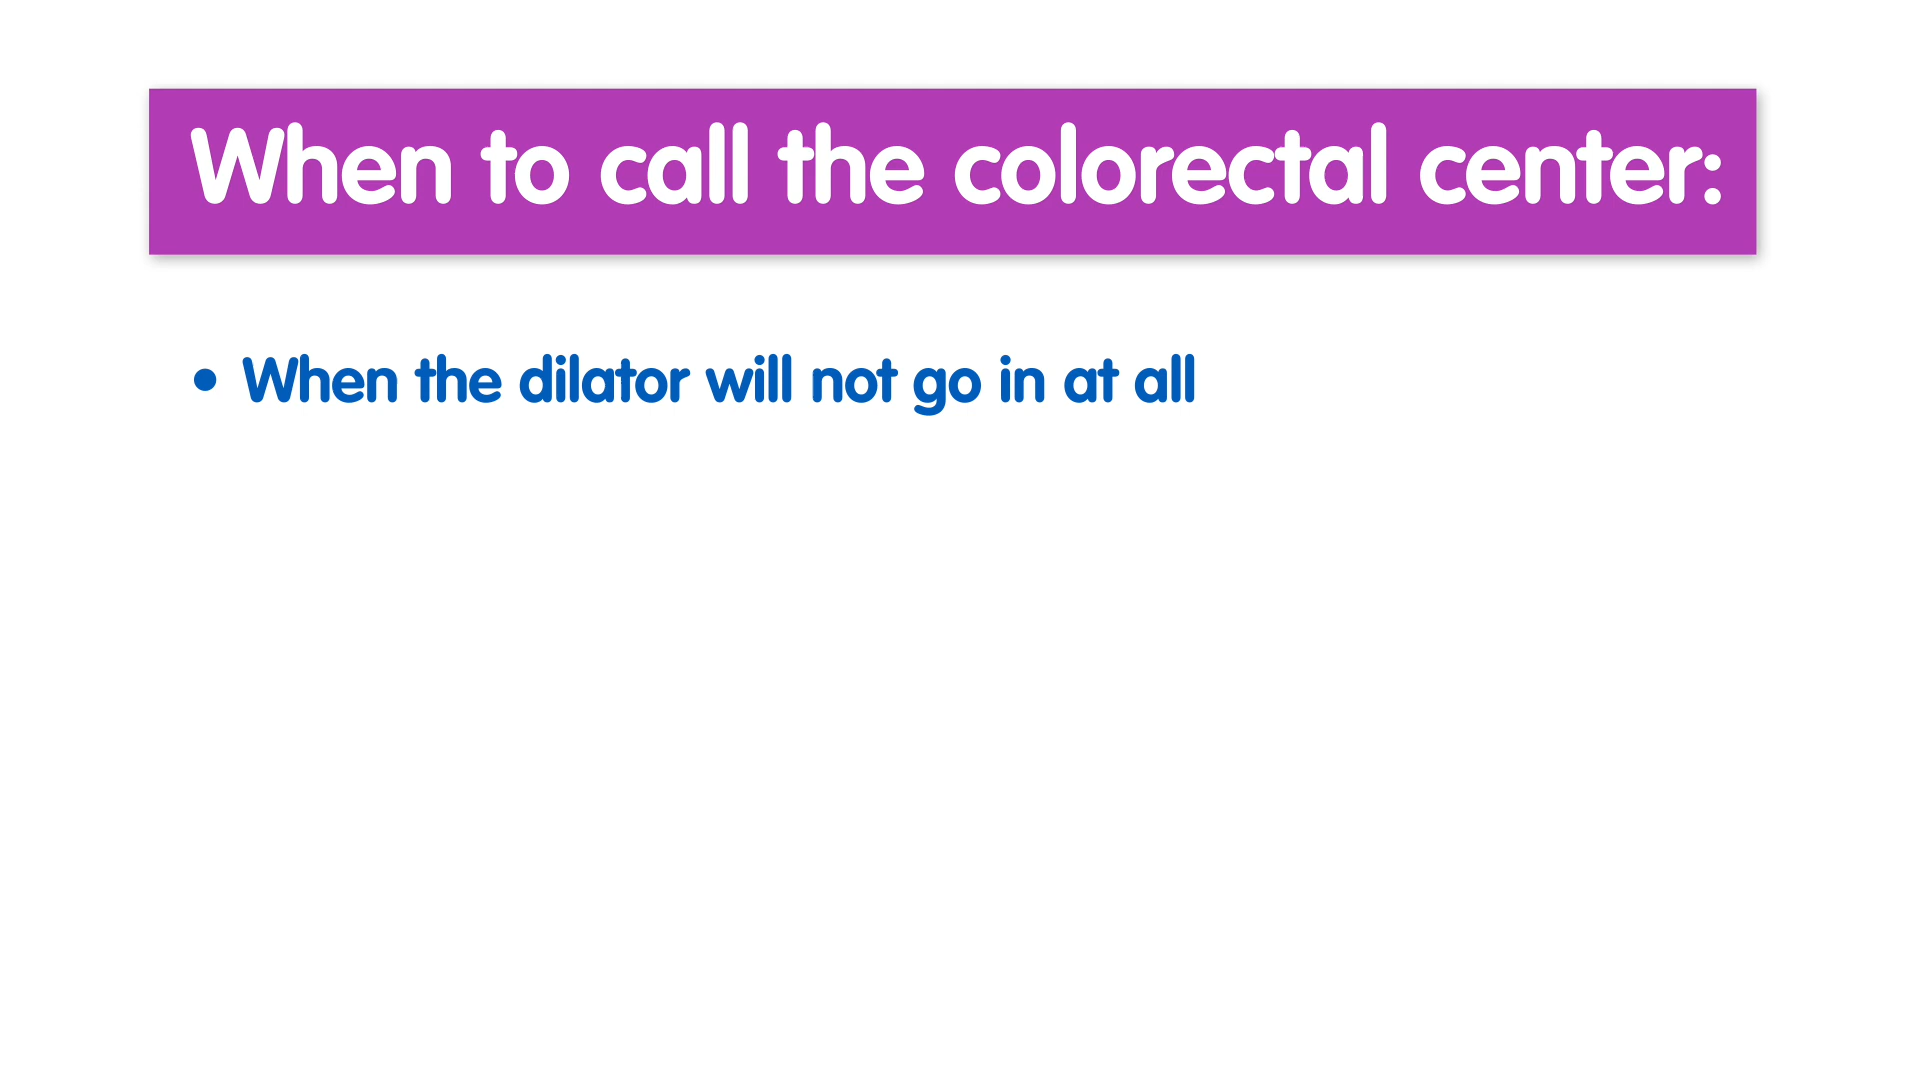 When to call the colorectal center:
• When the dilator will not go in at all